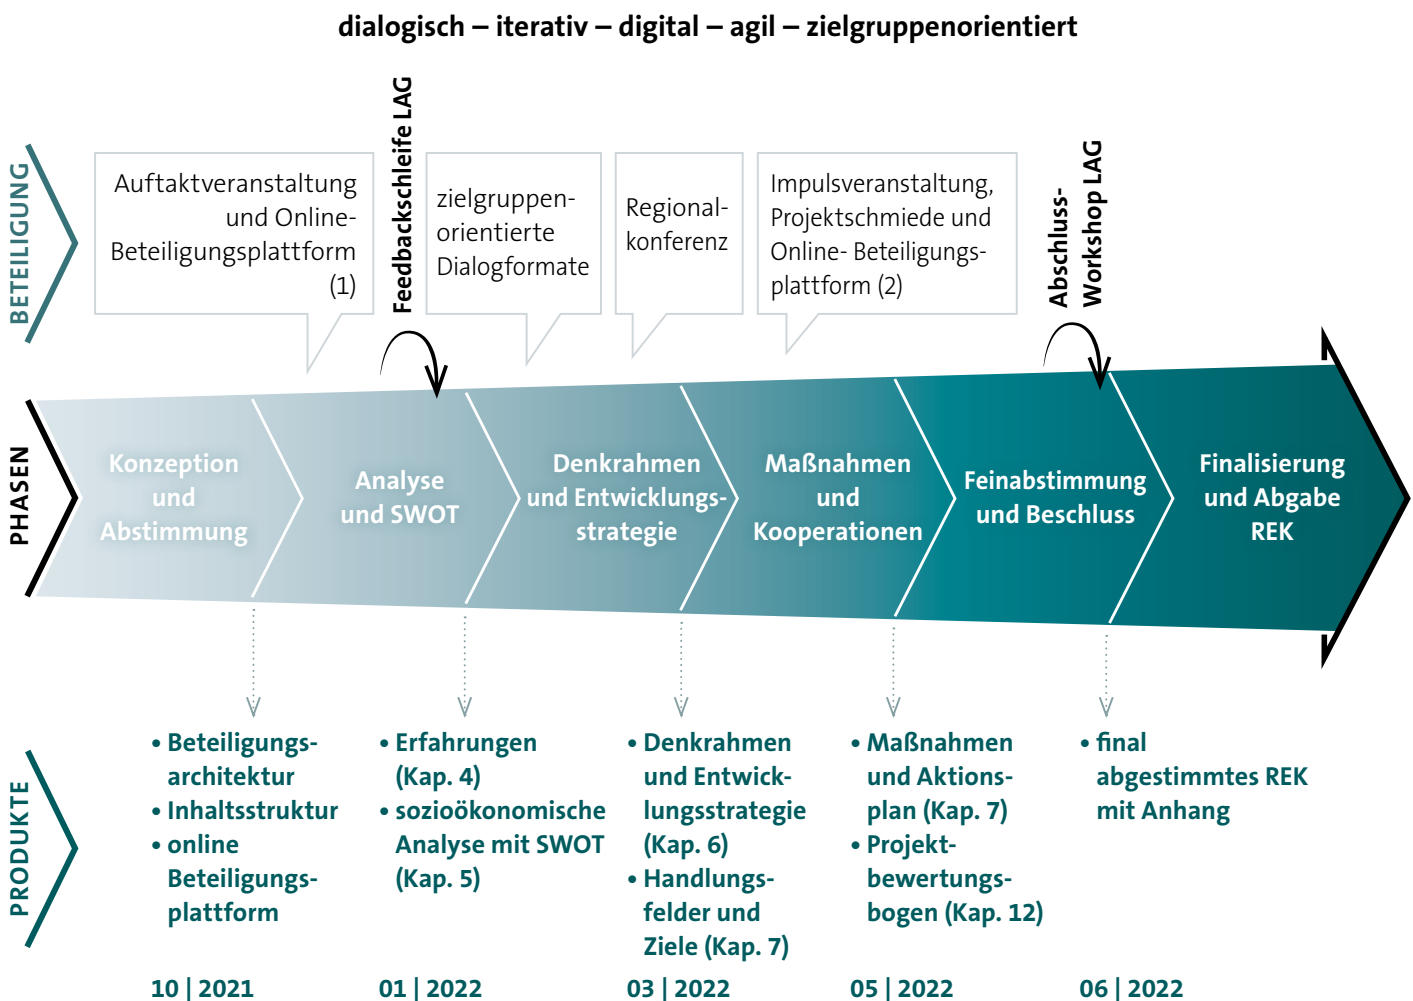 dialogisch – iterativ – digital – agil – zielgruppenorientiert
BETEILIGUNG
Auftaktveranstaltung
und Online-
Beteiligungsplattform
(1)
Feedbackschleife LAG
zielgruppen-
orientierte
Dialogformate
Regional-
konferenz
Impulsveranstaltung,
Projektschmiede und
Online- Beteiligungs-
plattform (2)
Abschluss-
Workshop LAG
PHASEN
Konzeption
und
Abstimmung
Analyse
und SWOT
Denkrahmen
und Entwicklungs-
strategie
Maßnahmen
und
Kooperationen
Feinabstimmung
und Beschluss
Finalisierung
und Abgabe
REK
PRODUKTE
• Beteiligungs-
architektur
• Inhaltsstruktur
• online
Beteiligungs-
plattform
10 | 2021
• Erfahrungen
(Kap. 4)
• sozioökonomische
Analyse mit SWOT
(Kap. 5)
01 | 2022
• Denkrahmen
und Entwick-
lungsstrategie
(Kap. 6)
• Handlungs-
felder und
Ziele (Kap. 7)
03 | 2022
• Maßnahmen
und Aktions-
plan (Kap. 7)
• Projekt-
bewertungs-
bogen (Kap. 12)
05 | 2022
• final
abgestimmtes REK
mit Anhang
06 | 2022